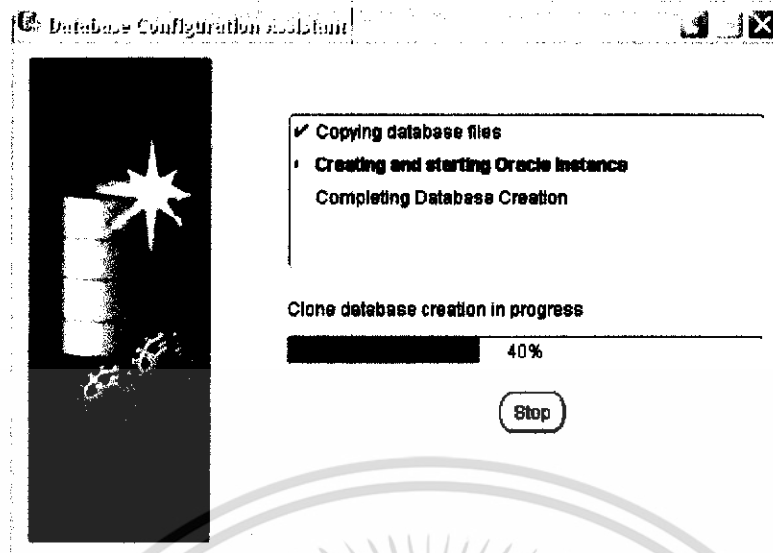 Database Configuration Assistant
Copying database files
Creating and starting Oracle instance
Completing Database Creation
Clone database creation in progress
40%
Stop